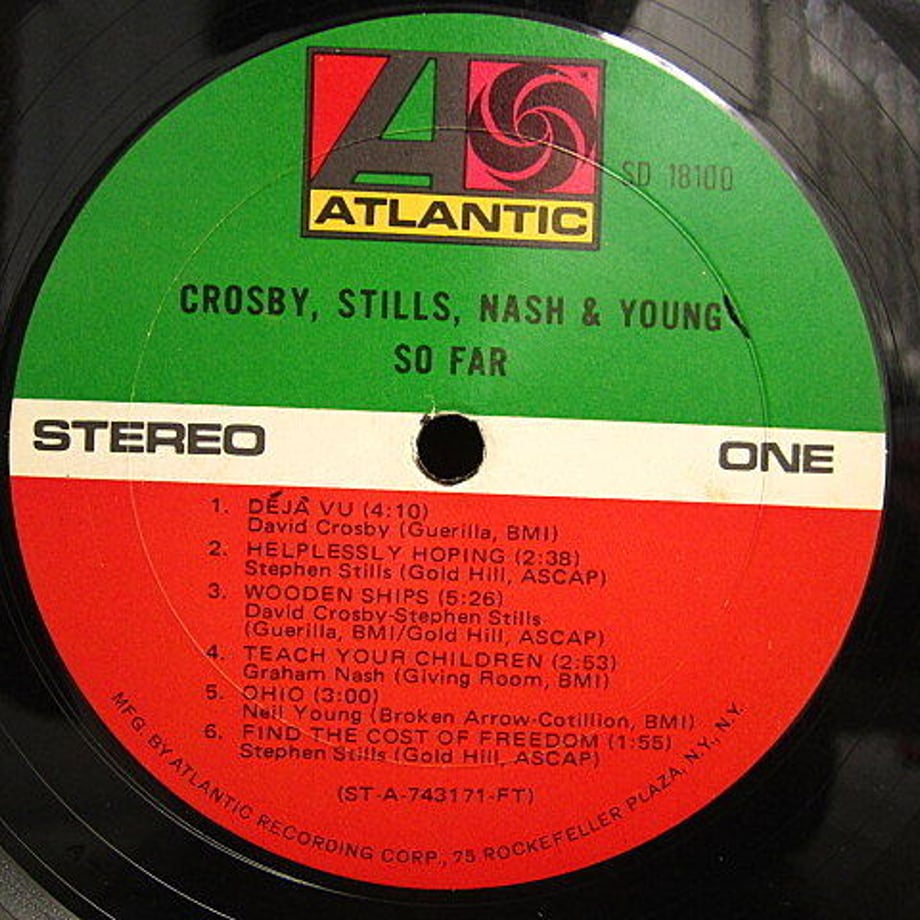 A
ATLANTIC
SD 18100
CROSBY, STILLS, NASH & YOUNG
SO FAR
STEREO
ONE
1. DÉJÀ VU (4:10)
David Crosby (Guerilla, BMI)
2. HELPLESSLY HOPING (2:38)
Stephen Stills (Gold Hill, ASCAP)
3. WOODEN SHIPS (5:26)
David Crosby-Stephen Stills
(Guerilla, BMI/Gold Hill, ASCAP)
4. TEACH YOUR CHILDREN (2:53)
Graham Nash (Giving Room, BMI)
5. OHIO (3:00)
Neil Young (Broken Arrow-Cotillion, BMI)
6. FIND THE COST OF FREEDOM (1:55)
Stephen Stills (Gold Hill, ASCAP)
(ST-A-743171-FT)
MFG. BY ATLANTIC RECORDING CORP., 75 ROCKEFELLER PLAZA, N.Y., N.Y.